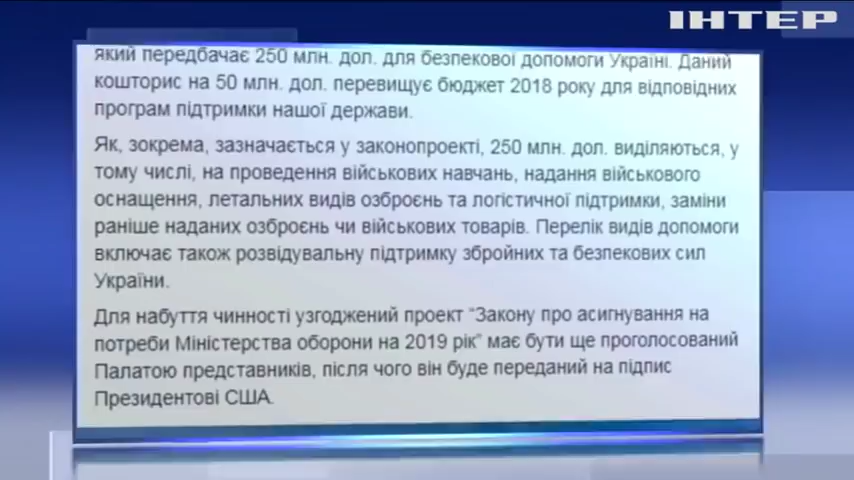 ІНТЕР
який передбачає 250 млн. дол. для безпекової допомоги Україні. Даний
кошторис на 50 млн. дол. перевищує бюджет 2018 року для відповідних
програм підтримки нашої держави.
Як, зокрема, зазначається у законопроекті, 250 млн. дол. виділяються, у
тому числі, на проведення військових навчань, надання військового
оснащення, летальних видів озброєнь та логістичної підтримки, заміни
раніше наданих озброєнь чи військових товарів. Перелік видів допомоги
включає також розвідувальну підтримку збройних та безпекових сил
України.
Для набуття чинності узгоджений проект “Закону про асигнування на
потреби Міністерства оборони на 2019 рік” має бути ще проголосований
Палатою представників, після чого він буде переданий на підпис
Президентові США.